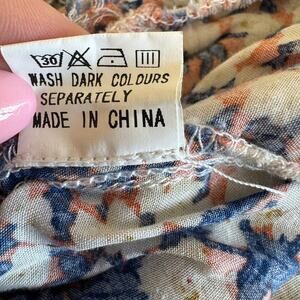 30
WASH DARK COLOURS
SEPARATELY
MADE IN CHINA